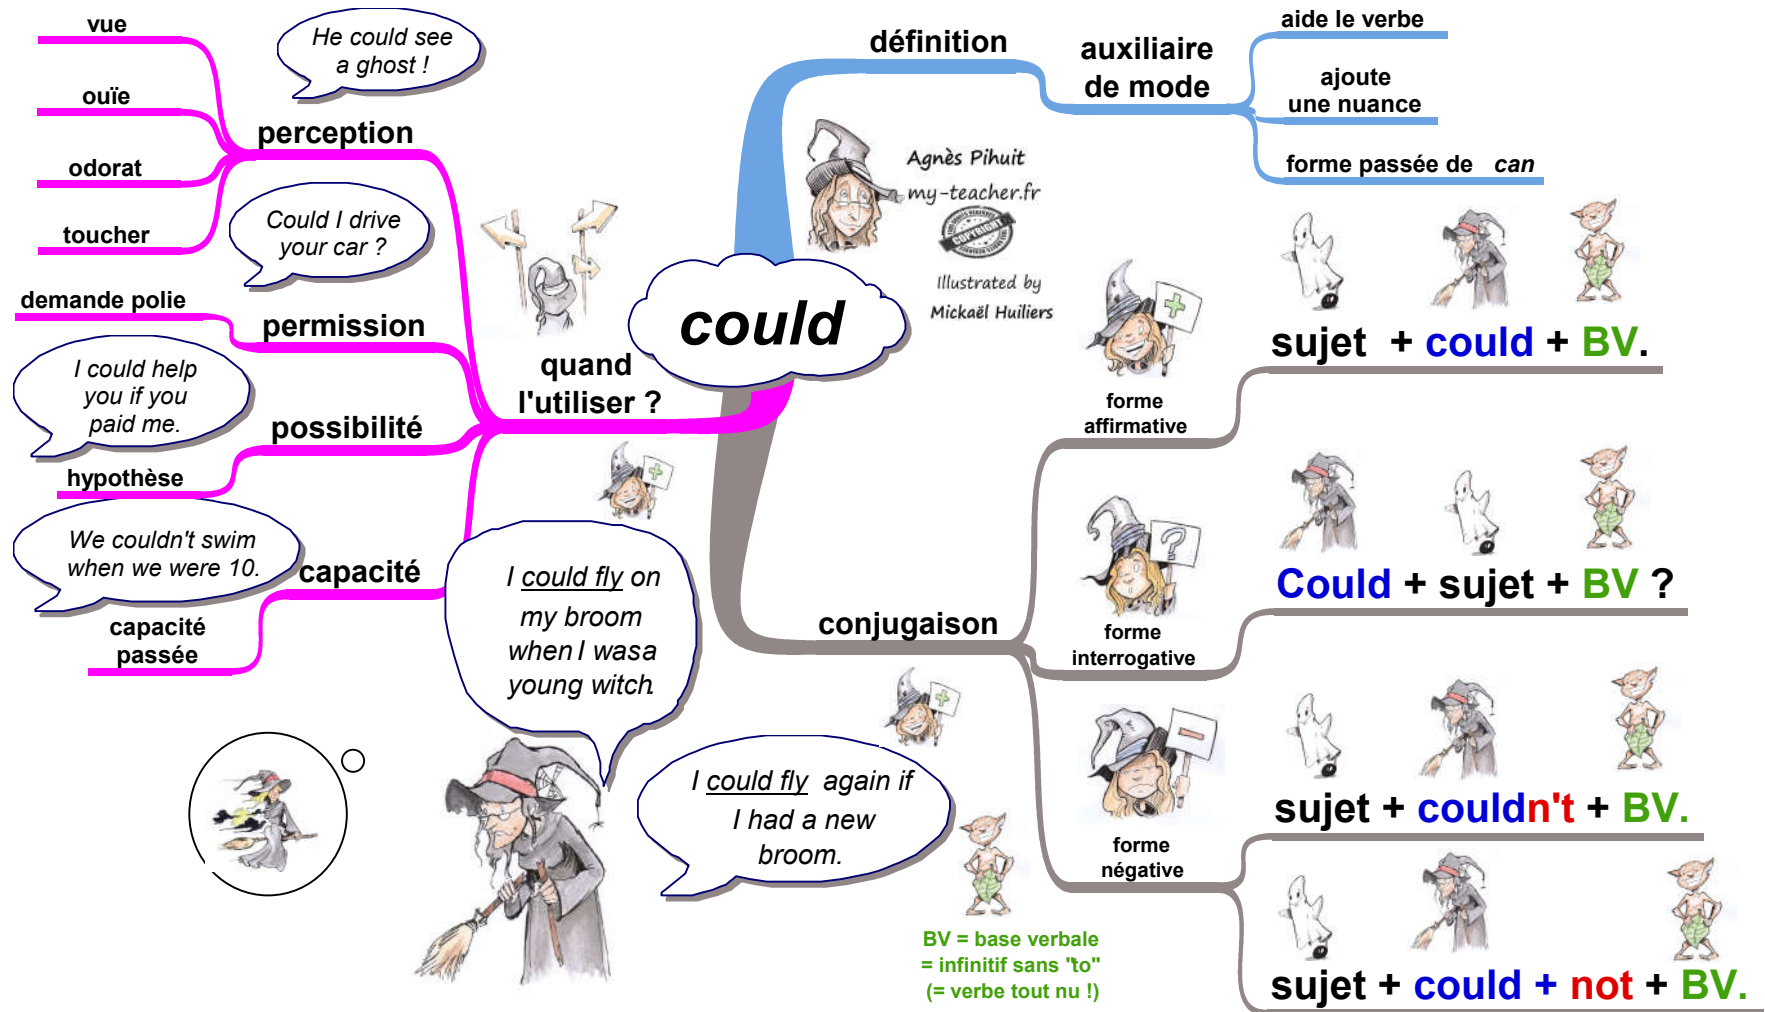 vue
He could see
a ghost !
ouïe
perception
odorat
Could I drive
your car ?
toucher
demande polie
permission
I could help
you if you
paid me.
possibilité
hypothèse
We couldn't swim
when we were 10.
capacité
capacité
passée
quand
l'utiliser ?
could
définition
auxiliaire
de mode
aide le verbe
ajoute
une nuance
forme passée de can
Agnès Pihuit
my-teacher.fr
COPYRIGHT
Illustrated by
Mickaël Huiliers
sujet + could + BV.
forme
affirmative
Could + sujet + BV ?
conjugaison
forme
interrogative
sujet + couldn't + BV.
forme
négative
sujet + could + not + BV.
I could fly on
my broom
when I wasa
young witch.
I could fly again if
I had a new
broom.
BV = base verbale
= infinitif sans "to"
(= verbe tout nu !)